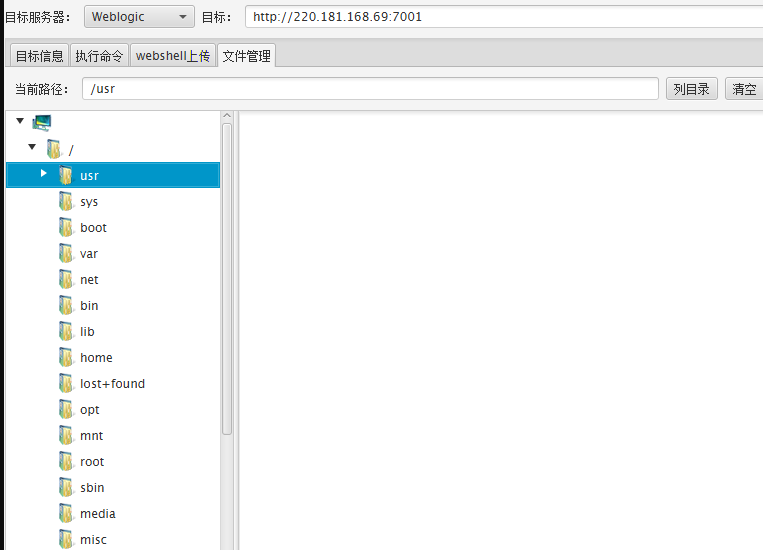 目标服务器： Weblogic 目标： http://220.181.168.69:7001
目标信息 执行命令 webshell上传 文件管理
当前路径： /usr 列目录 清空
/
usr
sys
boot
var
net
bin
lib
home
lost+found
opt
mnt
root
sbin
media
misc